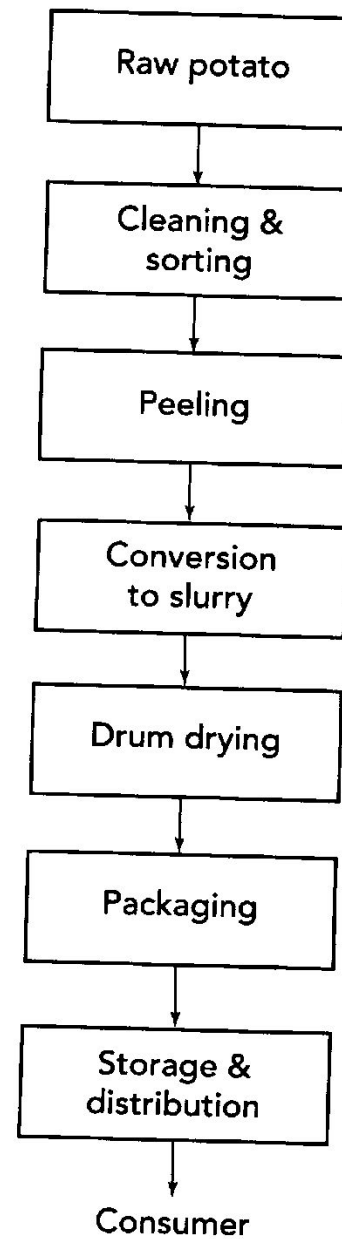 Raw potato
Cleaning &
sorting
Peeling
Conversion
to slurry
Drum drying
Packaging
Storage &
distribution
Consumer